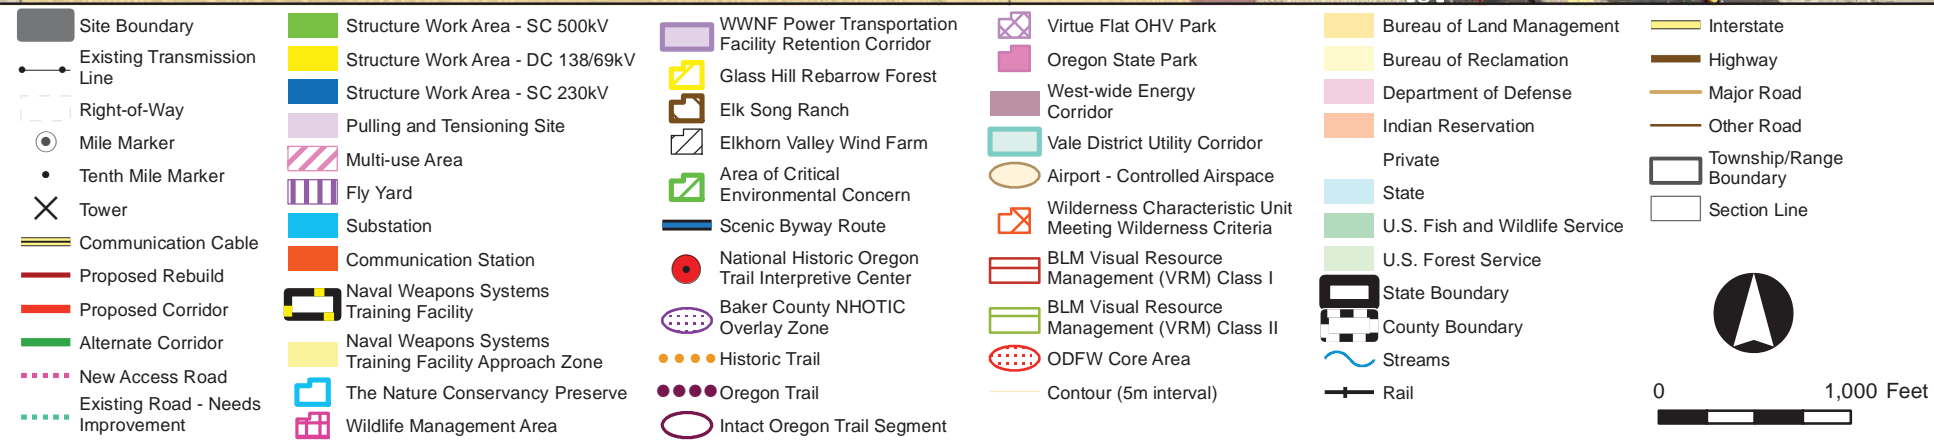 Site Boundary
Existing Transmission
Line
Right-of-Way
Mile Marker
Tenth Mile Marker
Tower
Communication Cable
Proposed Rebuild
Proposed Corridor
Alternate Corridor
New Access Road
Existing Road - Needs
Improvement
Structure Work Area - SC 500kV
Structure Work Area - DC 138/69kV
Structure Work Area - SC 230kV
Pulling and Tensioning Site
Multi-use Area
Fly Yard
Substation
Communication Station
Naval Weapons Systems
Training Facility
Naval Weapons Systems
Training Facility Approach Zone
The Nature Conservancy Preserve
Wildlife Management Area
WWNF Power Transportation
Facility Retention Corridor
Glass Hill Rebarrow Forest
Elk Song Ranch
Elkhorn Valley Wind Farm
Area of Critical
Environmental Concern
Scenic Byway Route
National Historic Oregon
Trail Interpretive Center
Baker County NHOTIC
Overlay Zone
Historic Trail
Oregon Trail
Intact Oregon Trail Segment
Virtue Flat OHV Park
Oregon State Park
West-wide Energy
Corridor
Vale District Utility Corridor
Airport - Controlled Airspace
Wilderness Characteristic Unit
Meeting Wilderness Criteria
BLM Visual Resource
Management (VRM) Class I
BLM Visual Resource
Management (VRM) Class II
ODFW Core Area
Contour (5m interval)
Bureau of Land Management
Bureau of Reclamation
Department of Defense
Indian Reservation
Private
State
U.S. Fish and Wildlife Service
U.S. Forest Service
State Boundary
County Boundary
Streams
Rail
Interstate
Highway
Major Road
Other Road
Township/Range
Boundary
Section Line
0 1,000 Feet